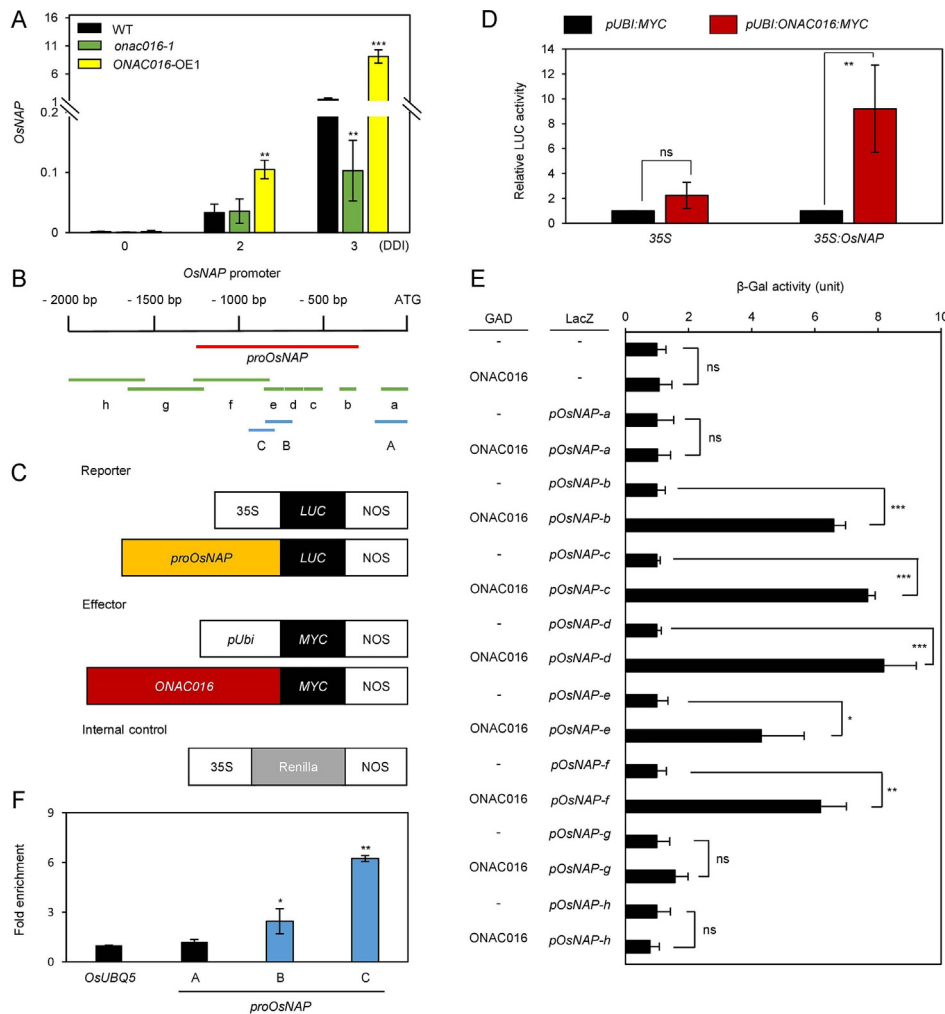 A
16
11
6
1
0.2
0.1
0
OsNAP
WT
onac016-1
ONAC016-OE1
**
**
***
0
2
3
(DDI)
B
OsNAP promoter
- 2000 bp
- 1500 bp
- 1000 bp
- 500 bp
ATG
proOsNAP
h
g
f
e
d
c
b
a
C
B
A
C
Reporter
35S LUC NOS
proOsNAP LUC NOS
Effector
pUbi MYC NOS
ONAC016 MYC NOS
Internal control
35S Renilla NOS
F
9
6
3
0
Fold enrichment
*
**
OsUBQ5
A
B
C
proOsNAP
D
pUBI:MYC
pUBI:ONAC016:MYC
14
12
10
8
6
4
2
0
Relative LUC activity
ns
**
35S
35S:OsNAP
E
β-Gal activity (unit)
GAD LacZ
0 2 4 6 8 10
- -
ONAC016 -
ns
- pOsNAP-a
ONAC016 pOsNAP-a
ns
- pOsNAP-b
ONAC016 pOsNAP-b
***
- pOsNAP-c
ONAC016 pOsNAP-c
***
- pOsNAP-d
ONAC016 pOsNAP-d
***
- pOsNAP-e
ONAC016 pOsNAP-e
*
- pOsNAP-f
ONAC016 pOsNAP-f
**
- pOsNAP-g
ONAC016 pOsNAP-g
ns
- pOsNAP-h
ONAC016 pOsNAP-h
ns